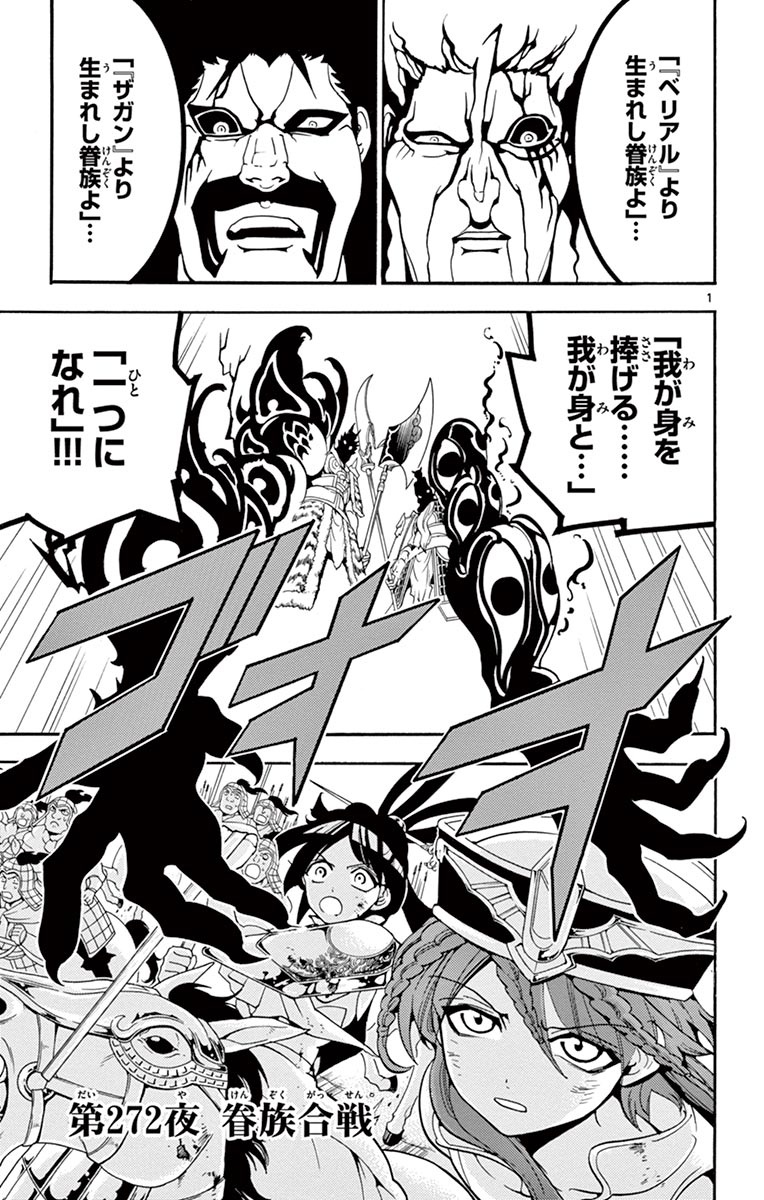 「『ベリアル』より
生まれし眷族よ」…
「『ザガン』より
生まれし眷族よ」…
1
「我が身を
捧げる……
我が身と…」
「一つに
なれ」!!!
ゴオオ
第272夜 眷族合戦